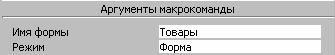 Аргументы макрокоманды
Имя формы Товары
Режим Форма